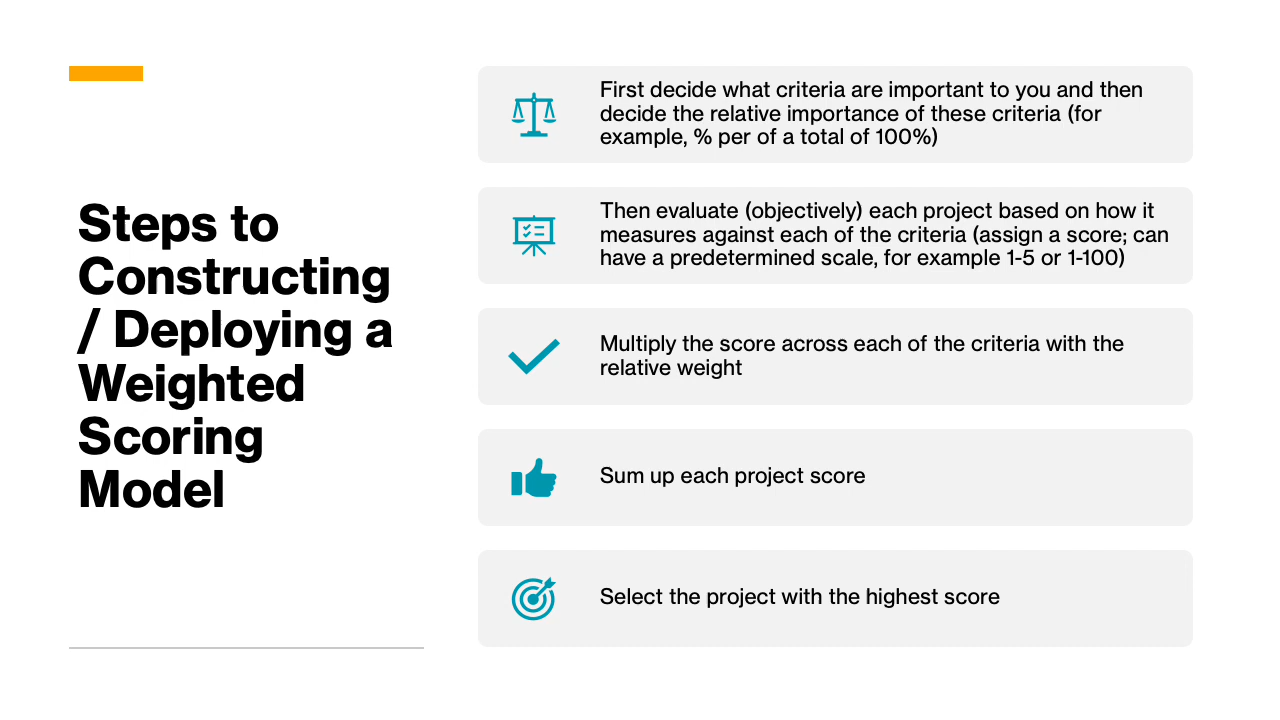 Steps to
Constructing
/ Deploying a
Weighted
Scoring
Model
First decide what criteria are important to you and then
decide the relative importance of these criteria (for
example, % per of a total of 100%)
Then evaluate (objectively) each project based on how it
measures against each of the criteria (assign a score; can
have a predetermined scale, for example 1-5 or 1-100)
Multiply the score across each of the criteria with the
relative weight
Sum up each project score
Select the project with the highest score